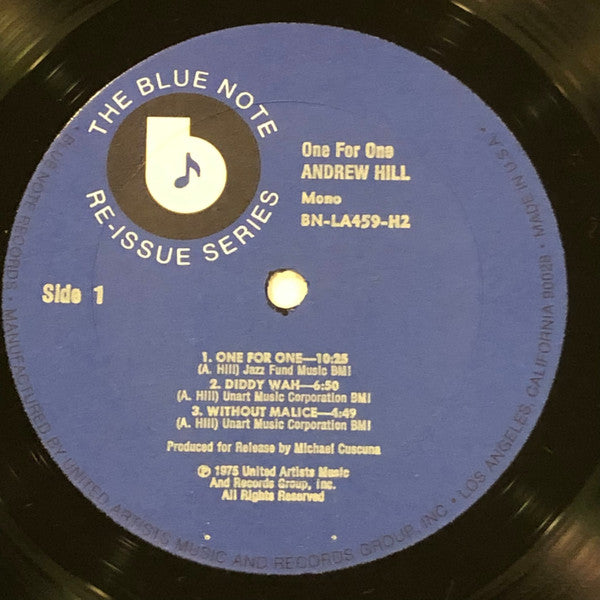 THE BLUE NOTE
RE-ISSUE SERIES
b
One For One
ANDREW HILL
Mono
BN-LA459-H2
Side 1
1. ONE FOR ONE—10:25
(A. Hill) Jazz Fund Music BMI
2. DIDDY WAH—6:50
(A. Hill) Unart Music Corporation BMI
3. WITHOUT MALICE—4:49
(A. Hill) Unart Music Corporation BMI
Produced for Release by Michael Cuscuna
℗ 1975 United Artists Music
And Records Group, Inc.
All Rights Reserved
• BLUE NOTE RECORDS • MANUFACTURED BY UNITED ARTISTS MUSIC AND RECORDS GROUP, INC. • LOS ANGELES, CALIFORNIA 90028 • MADE IN U.S.A. •